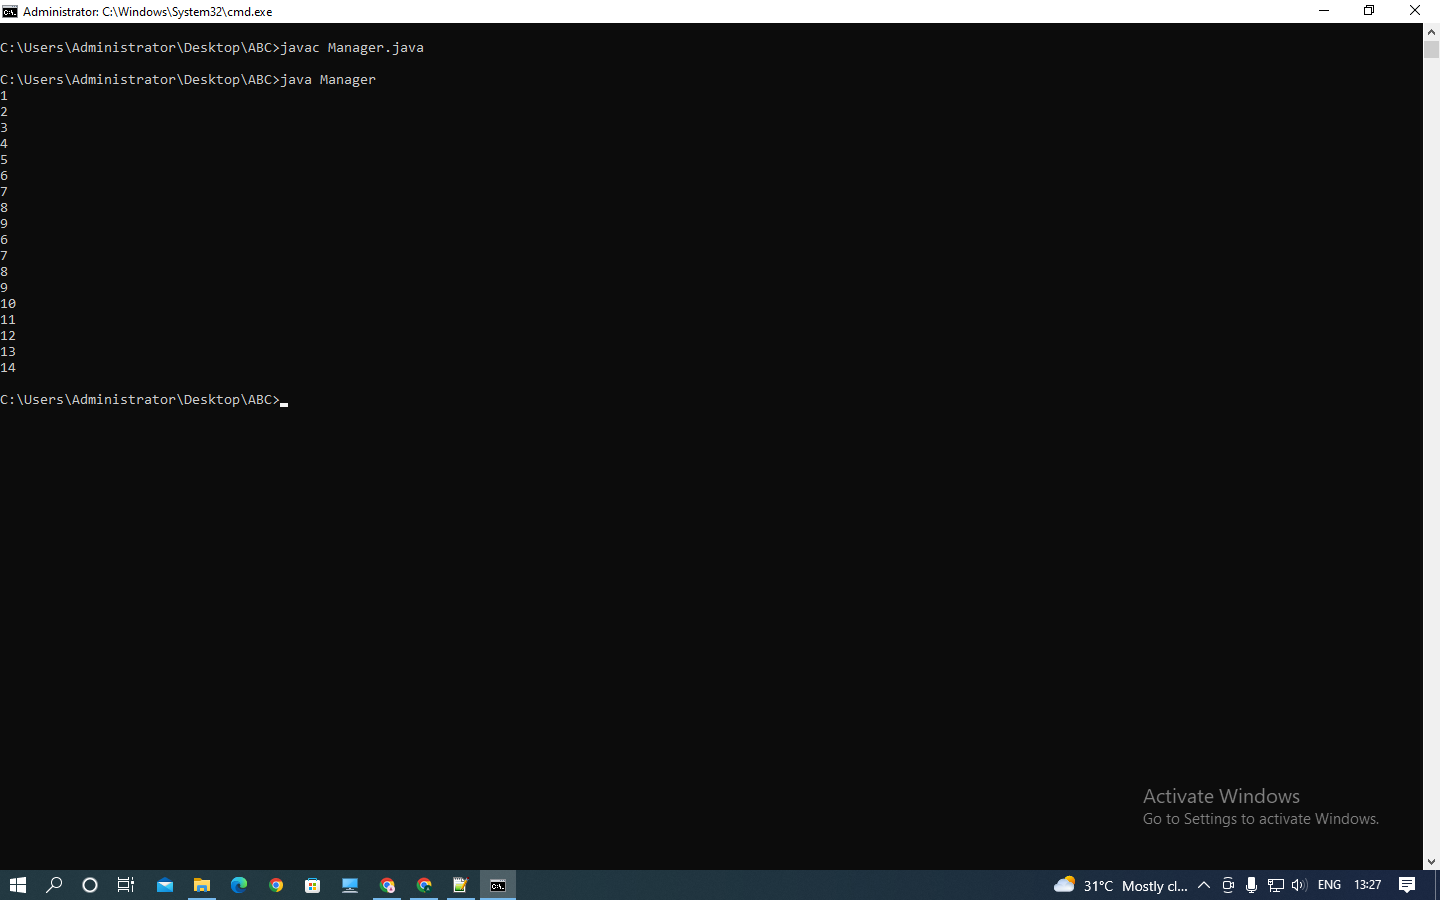 Administrator: C:\Windows\System32\cmd.exe
C:\Users\Administrator\Desktop\ABC>javac Manager.java
C:\Users\Administrator\Desktop\ABC>java Manager
1
2
3
4
5
6
7
8
9
6
7
8
9
10
11
12
13
14
C:\Users\Administrator\Desktop\ABC>
Activate Windows
Go to Settings to activate Windows.
31°C Mostly cl... ENG 13:27